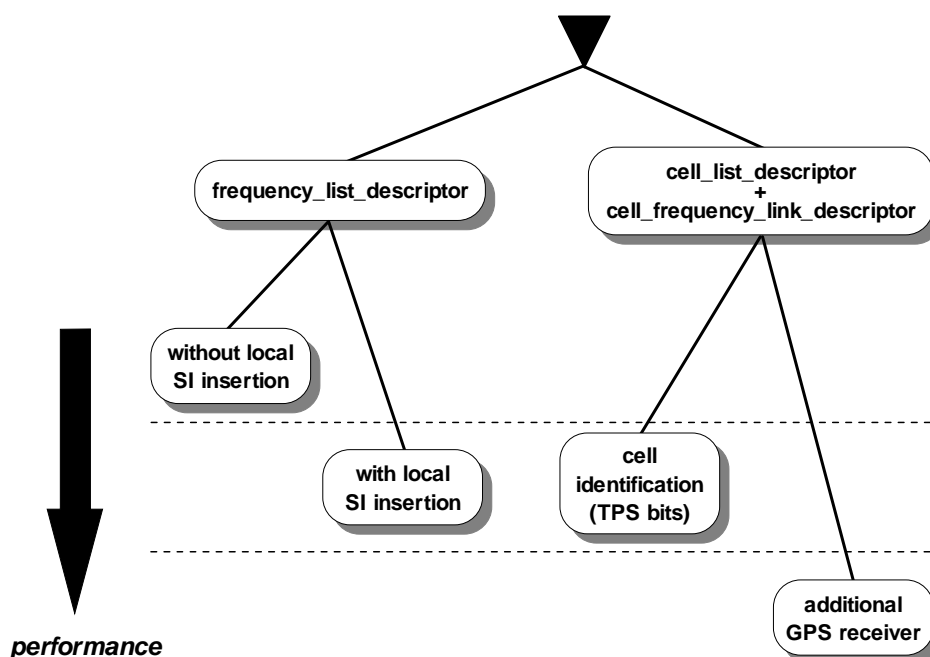 frequency_list_descriptor
cell_list_descriptor
+
cell_frequency_link_descriptor
without local
SI insertion
with local
SI insertion
cell
identification
(TPS bits)
additional
GPS receiver
performance